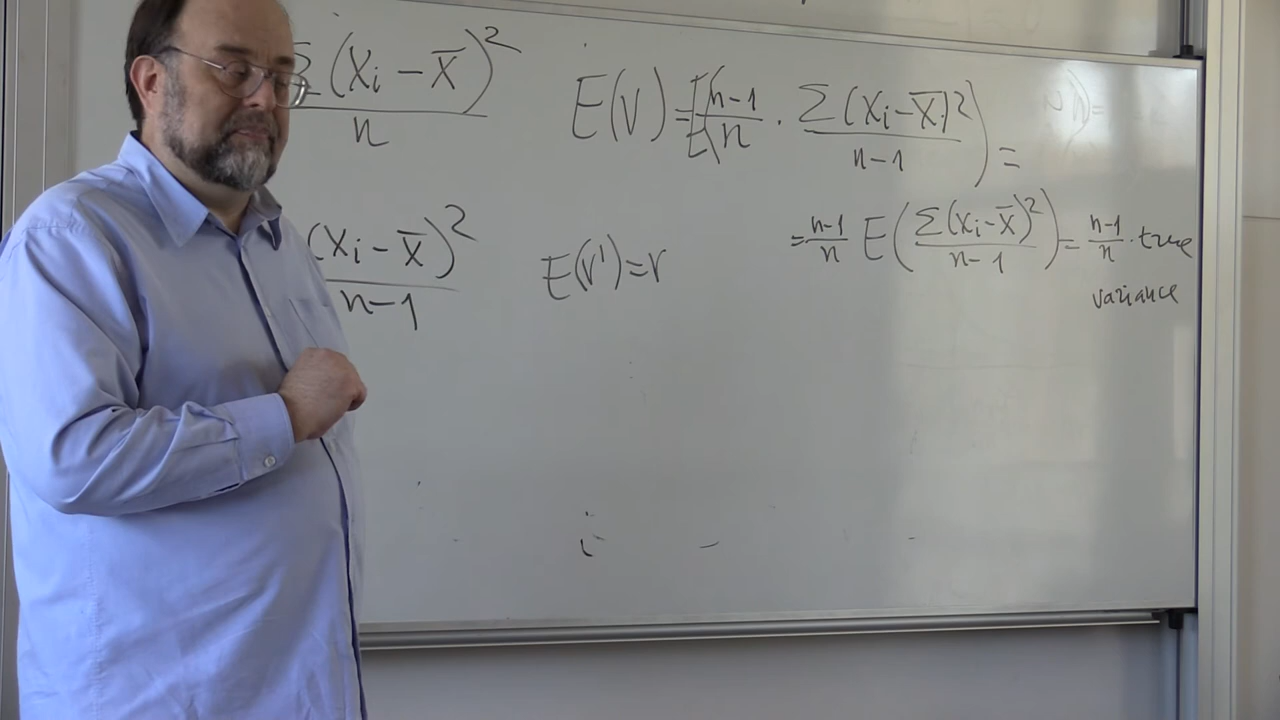 Σ(Xi - X̄)² / n
E(V) = E(n-1 / n · Σ(Xi - X̄)² / n-1) =
= n-1 / n E(Σ(Xi - X̄)² / n-1) = n-1 / n · true
variance
(Xi - X̄)² / n-1
E(V') = V